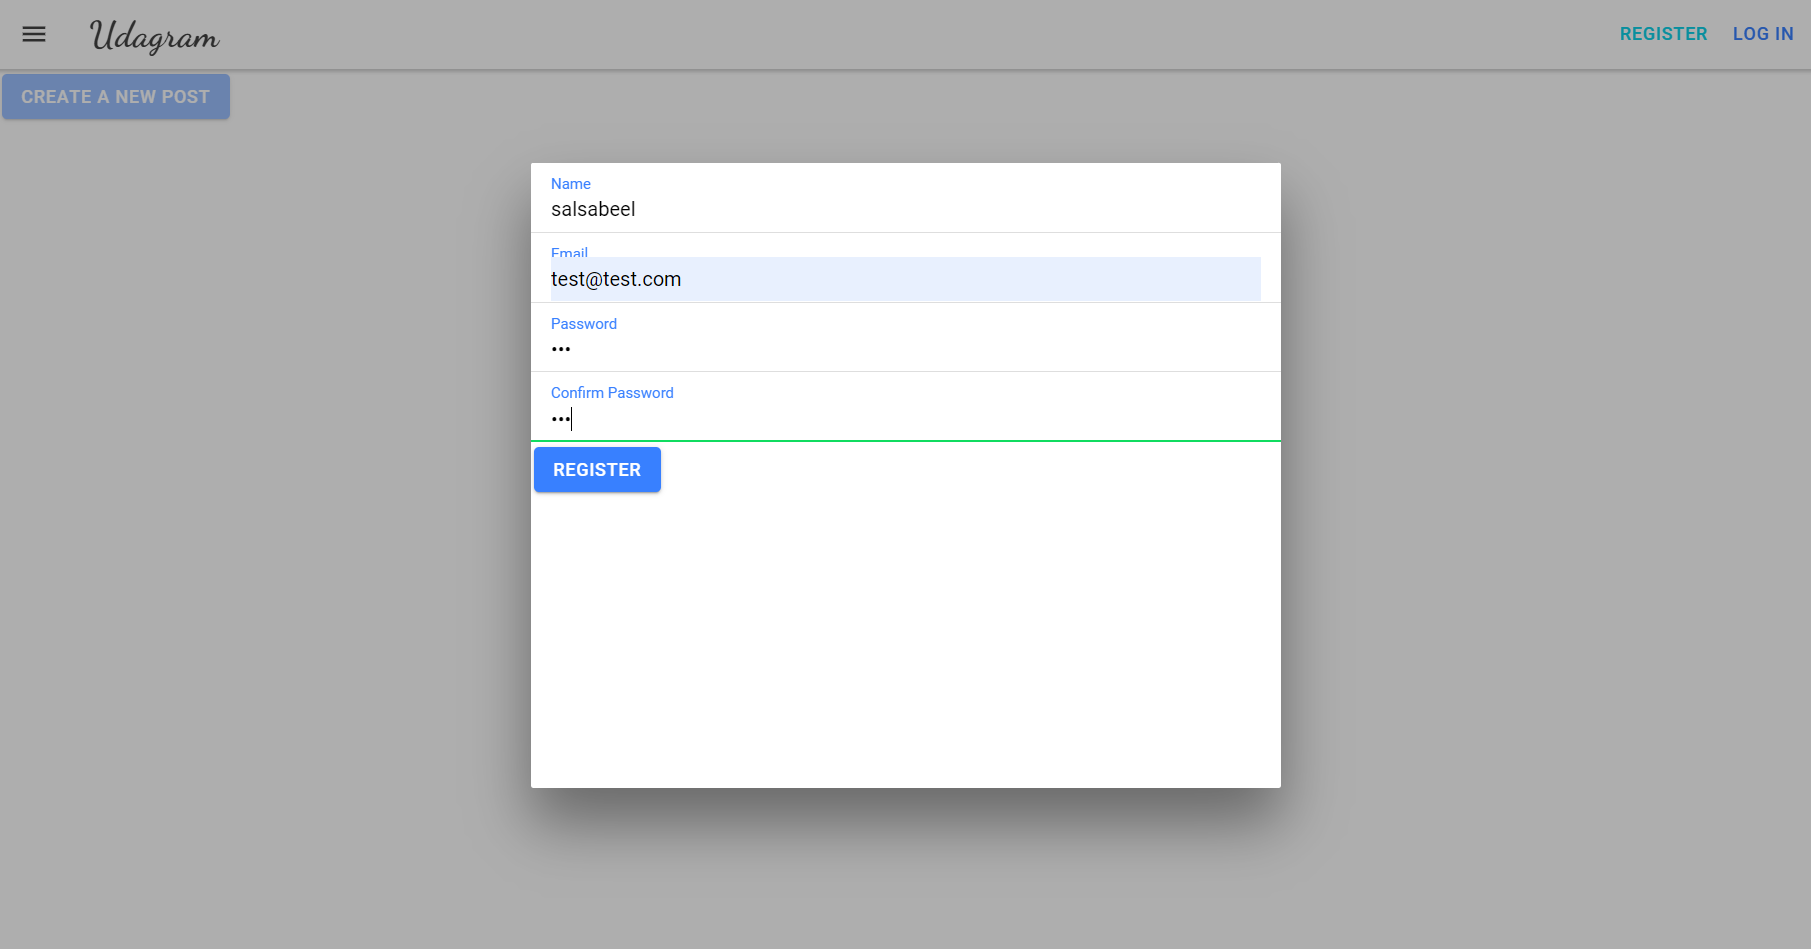 Udagram
REGISTER LOG IN
CREATE A NEW POST
Name
salsabeel
Email
test@test.com
Password
•••
Confirm Password
•••
REGISTER